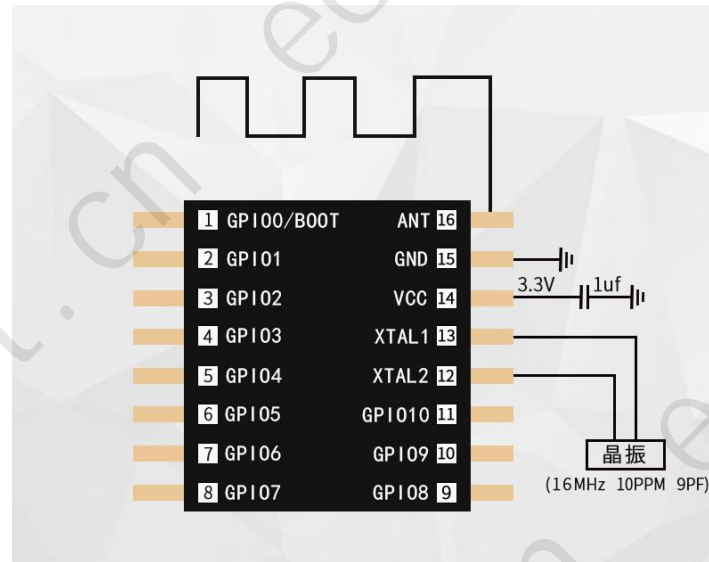 1 GPIO0/BOOT ANT 16
2 GPIO1 GND 15
3 GPIO2 VCC 14 3.3V 1uf
4 GPIO3 XTAL1 13
5 GPIO4 XTAL2 12
6 GPIO5 GPIO10 11
7 GPIO6 GPIO9 10
晶振
8 GPIO7 GPIO8 9
(16MHz 10PPM 9PF)